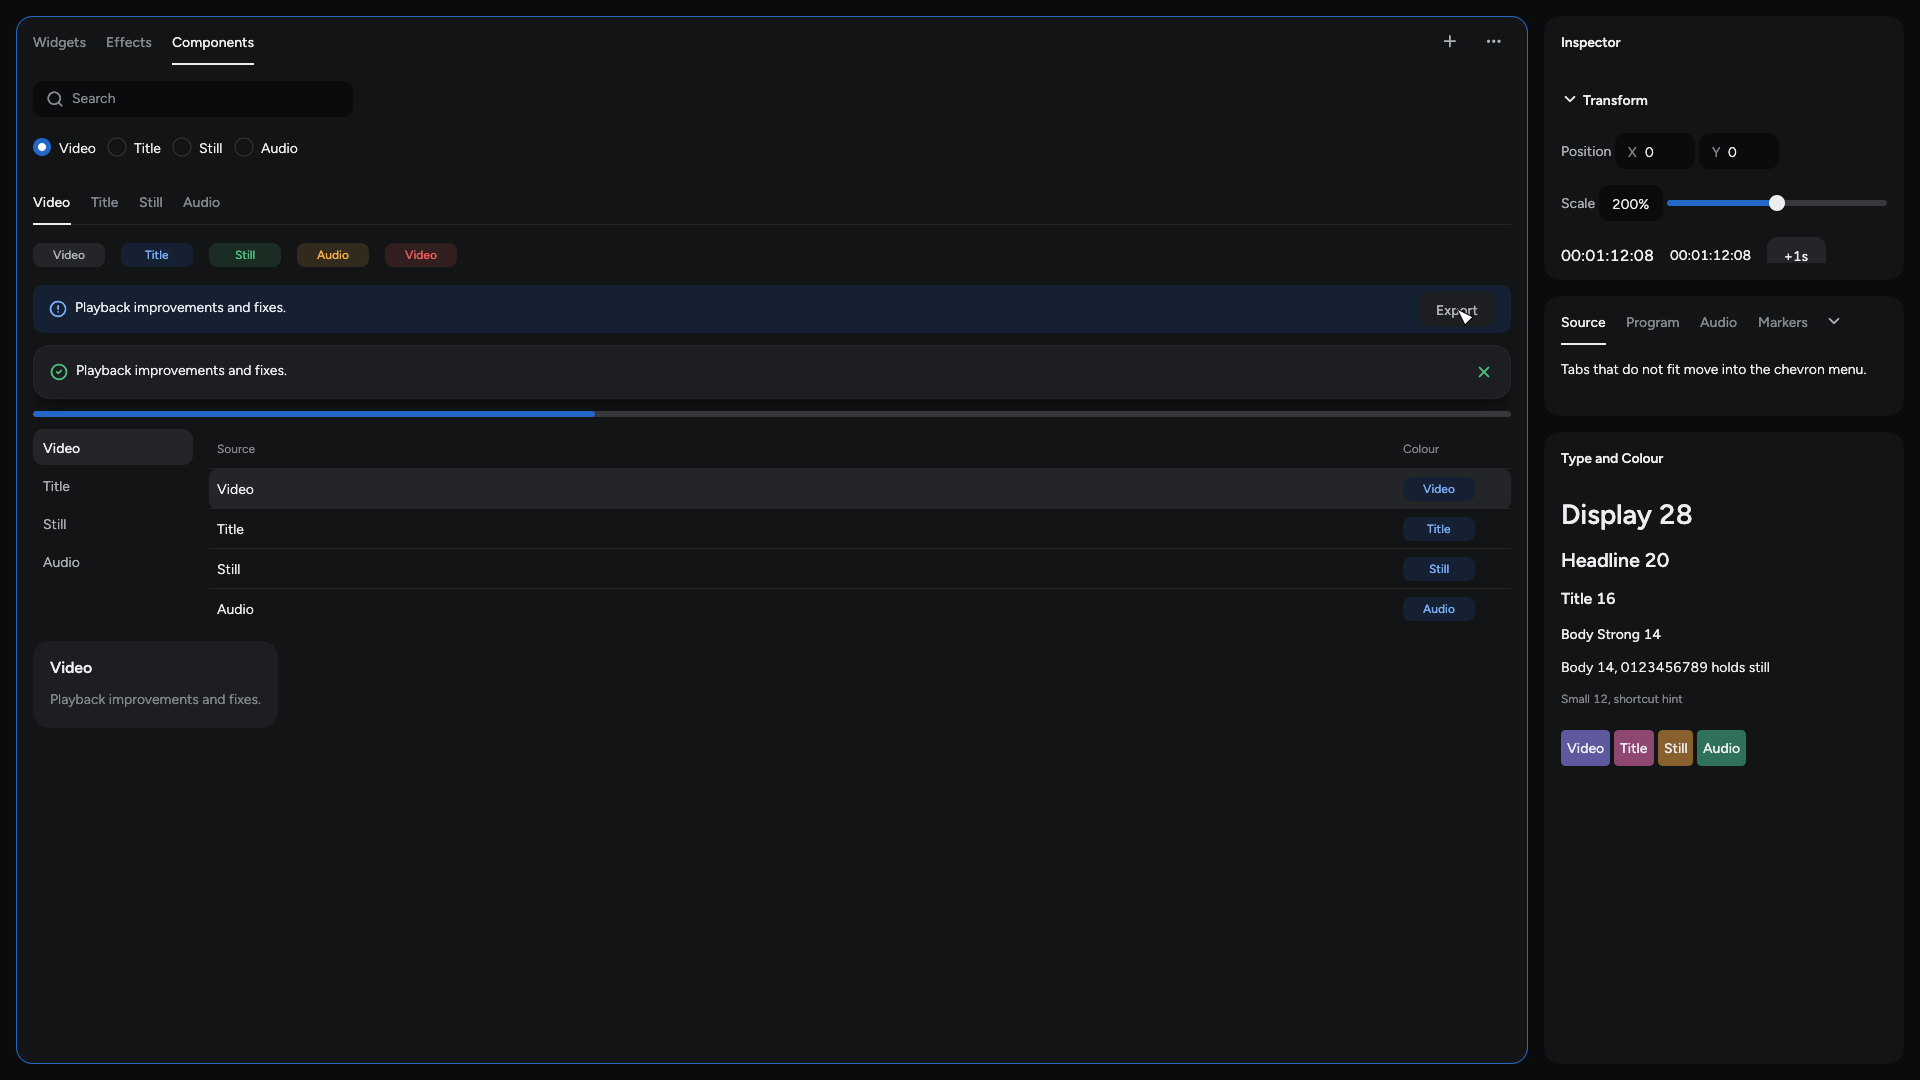 Widgets Effects Components
Search
Video Title Still Audio
Video Title Still Audio
Video Title Still Audio Video
Playback improvements and fixes. Export
Playback improvements and fixes.
Video
Title
Still
Audio
Source Colour
Video Video
Title Title
Still Still
Audio Audio
Video
Playback improvements and fixes.
Inspector
Transform
Position X 0 Y 0
Scale 200%
00:01:12:08 00:01:12:08 +1s
Source Program Audio Markers
Tabs that do not fit move into the chevron menu.
Type and Colour
Display 28
Headline 20
Title 16
Body Strong 14
Body 14, 0123456789 holds still
Small 12, shortcut hint
Video Title Still Audio